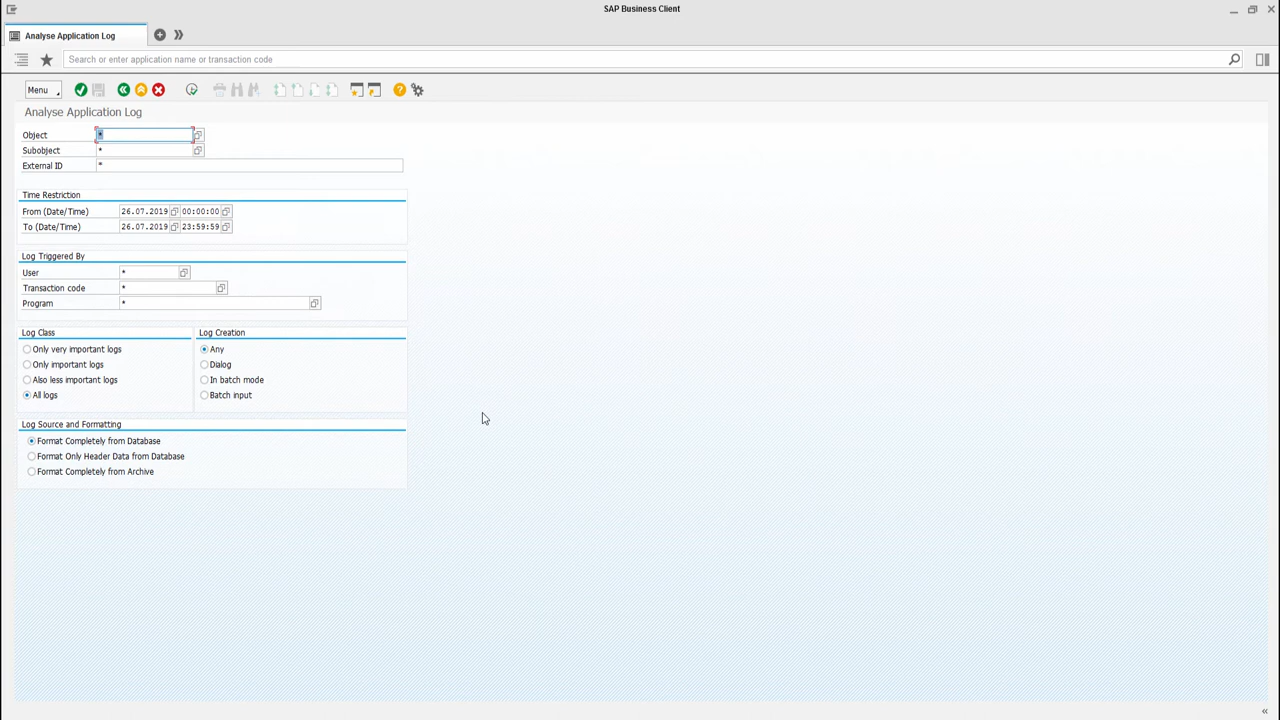 SAP Business Client
Analyse Application Log
Search or enter application name or transaction code
Menu
Analyse Application Log
Object *
Subobject *
External ID *
Time Restriction
From (Date/Time) 26.07.2019 00:00:00
To (Date/Time) 26.07.2019 23:59:59
Log Triggered By
User *
Transaction code *
Program *
Log Class Log Creation
Only very important logs Any
Only important logs Dialog
Also less important logs In batch mode
All logs Batch input
Log Source and Formatting
Format Completely from Database
Format Only Header Data from Database
Format Completely from Archive